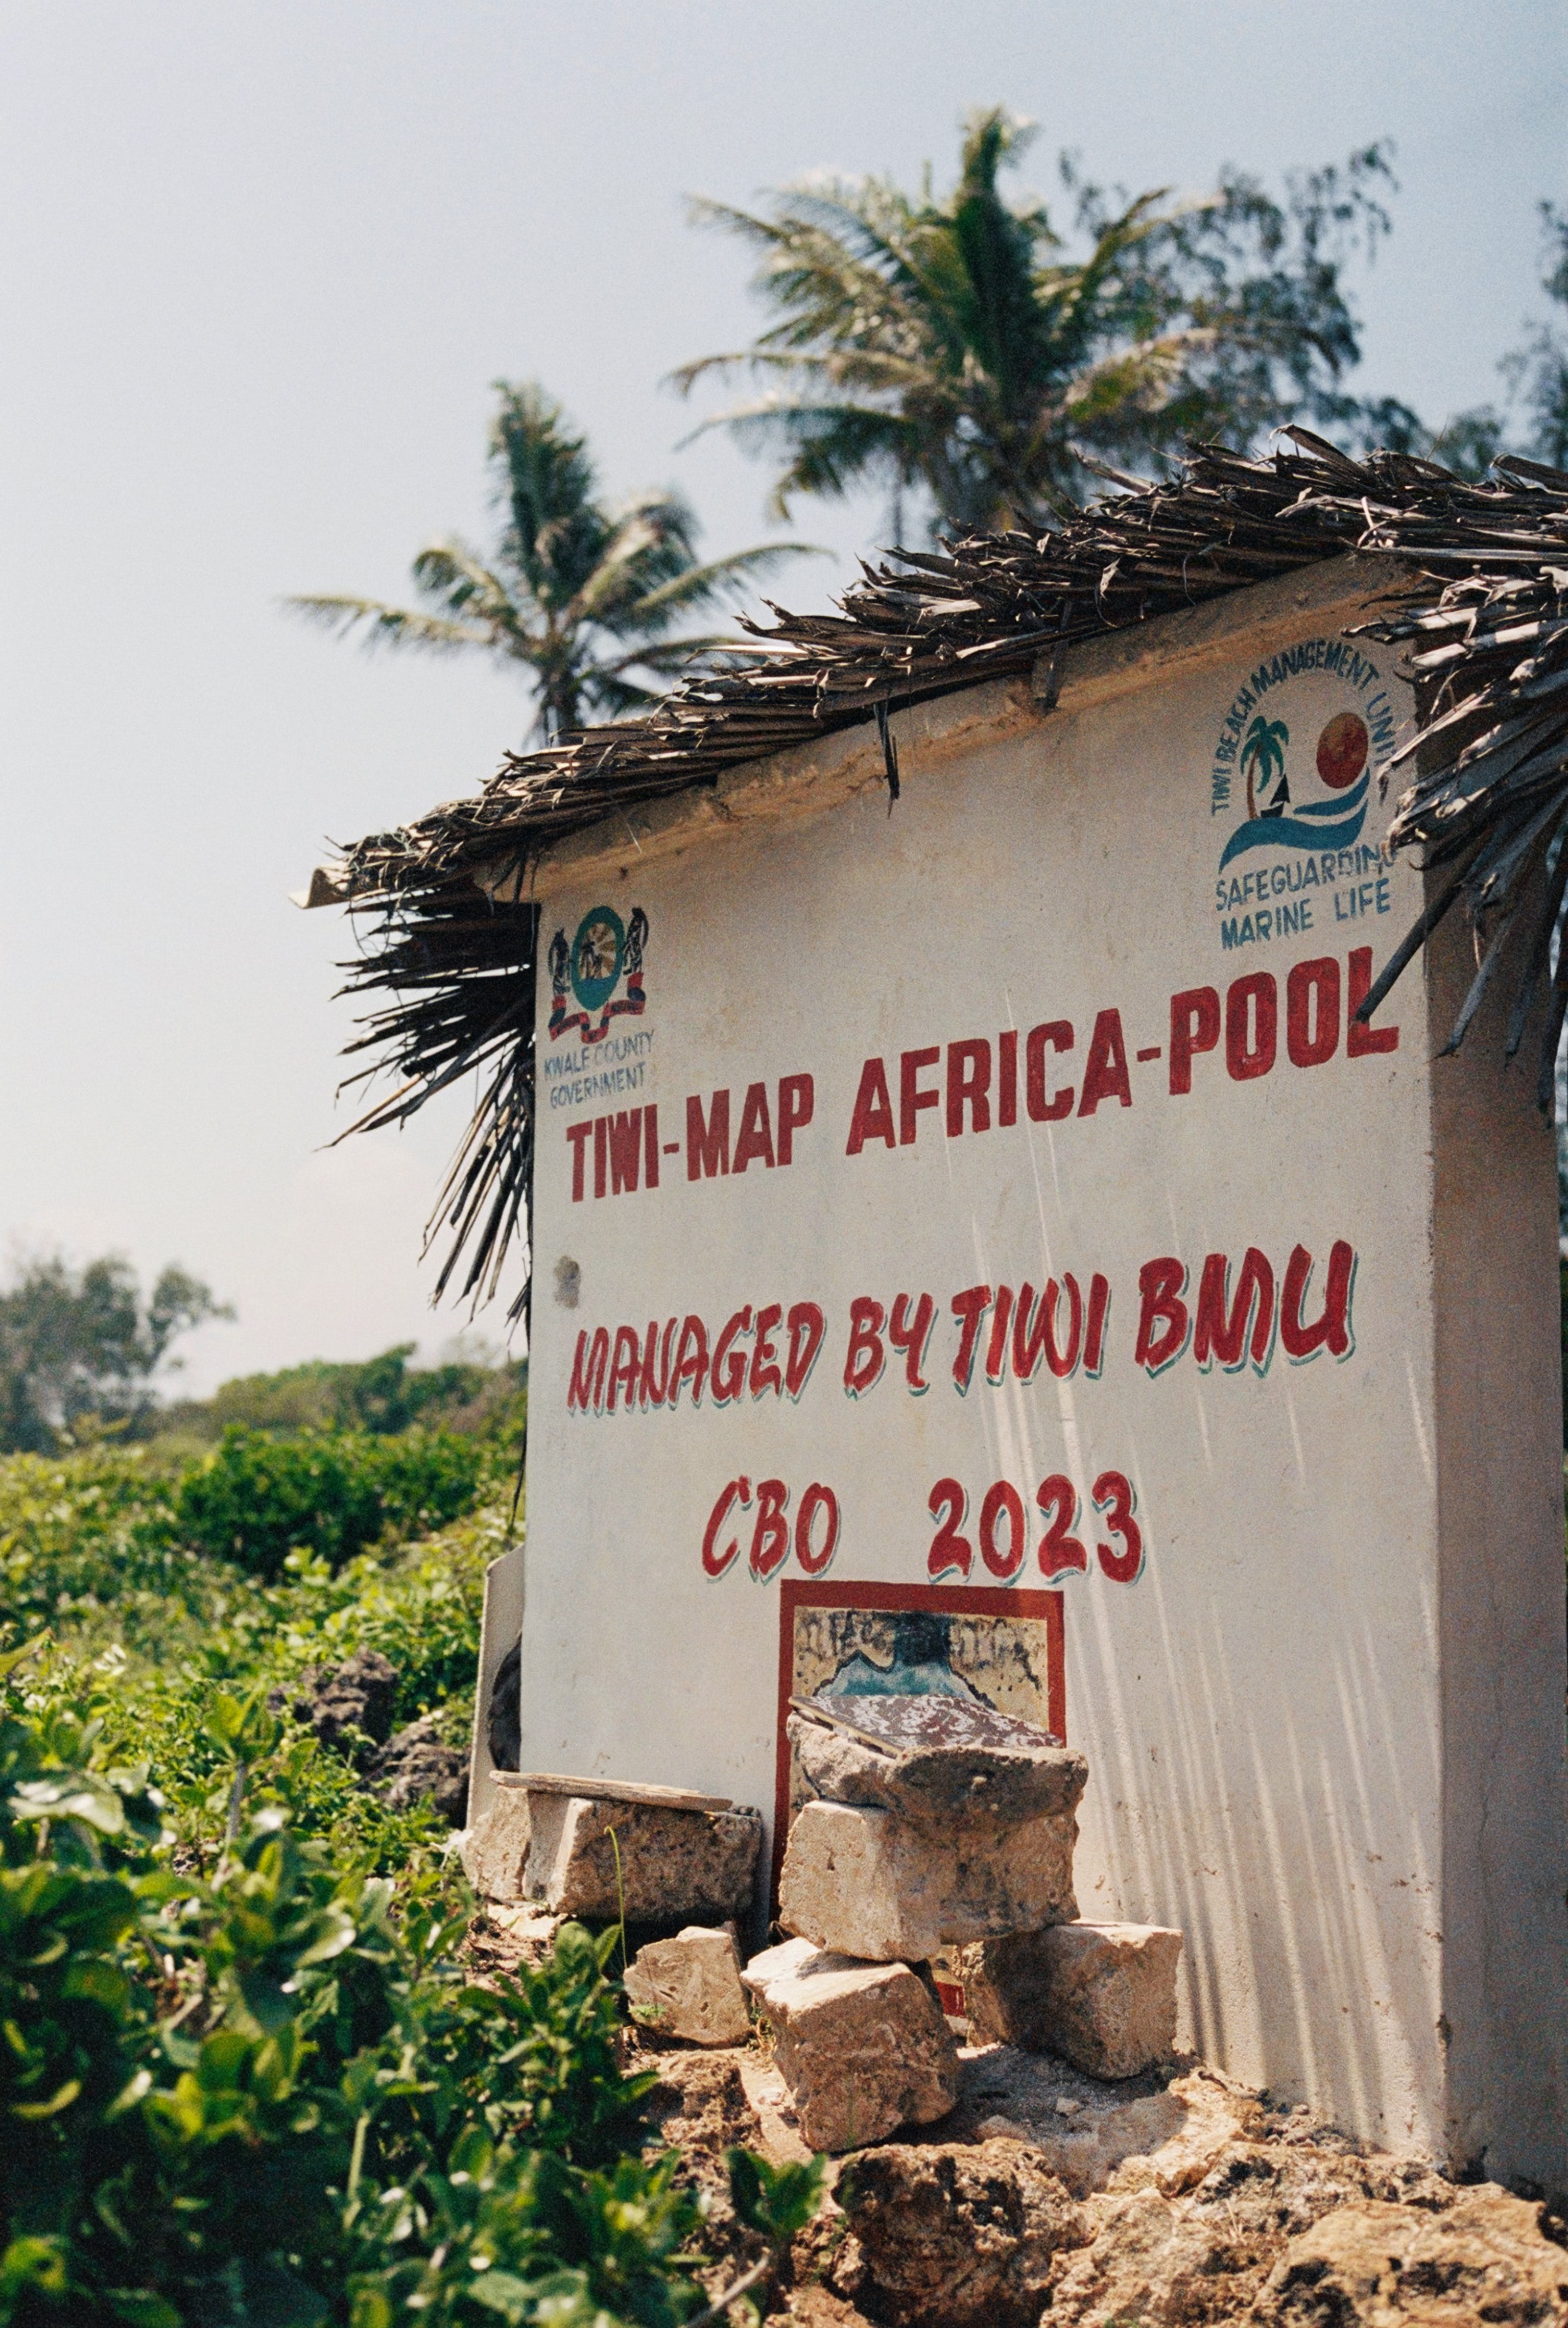 TIWI BEACH MANAGEMENT UNIT
SAFEGUARDING
MARINE LIFE
KWALE COUNTY
GOVERNMENT
TIWI-MAP AFRICA-POOL
MANAGED BY TIWI BMU
CBO 2023